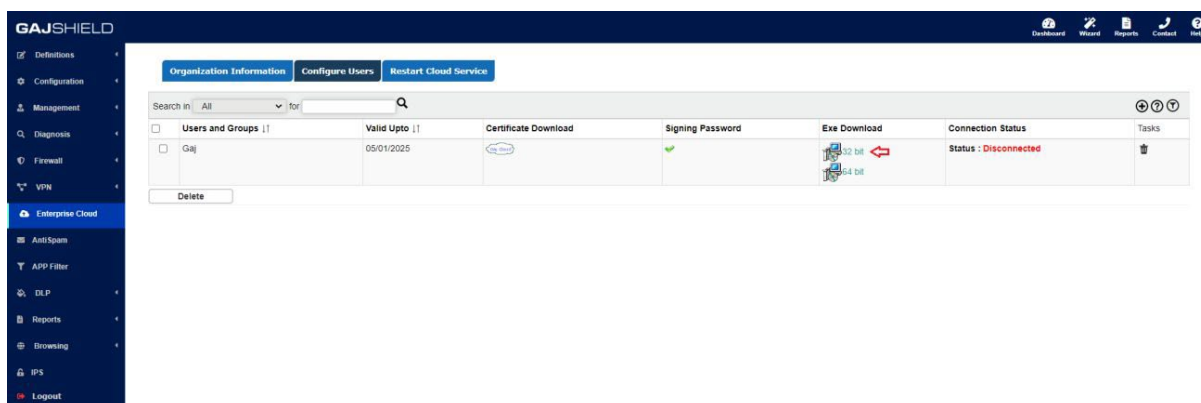 GAJSHIELD
Dashboard Wizard Reports Contact Help
Definitions
Configuration
Management
Diagnosis
Firewall
VPN
Enterprise Cloud
AntiSpam
APP Filter
DLP
Reports
Browsing
IPS
Logout
Organization Information Configure Users Restart Cloud Service
Search in All for
Users and Groups Valid Upto Certificate Download Signing Password Exe Download Connection Status Tasks
Gaj 05/01/2025 32 bit Status : Disconnected
64 bit
Delete